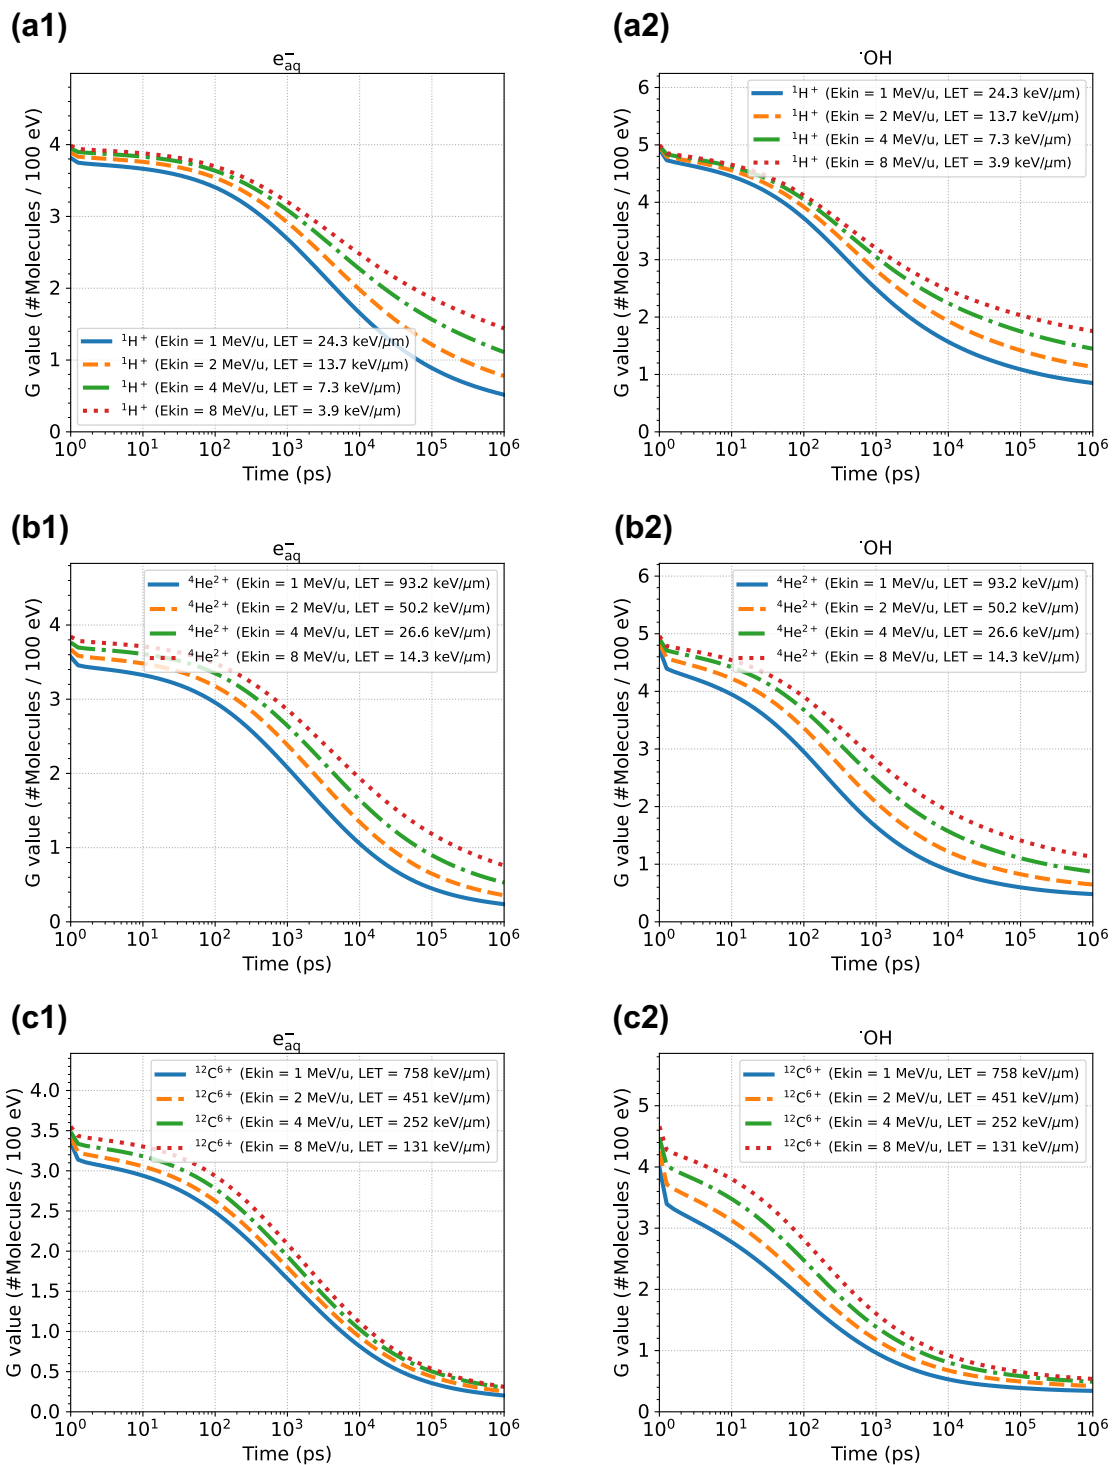 (a1)
e⁻aq
G value (#Molecules / 100 eV)
4
3
2
1
0
¹H⁺ (Ekin = 1 MeV/u, LET = 24.3 keV/μm)
¹H⁺ (Ekin = 2 MeV/u, LET = 13.7 keV/μm)
¹H⁺ (Ekin = 4 MeV/u, LET = 7.3 keV/μm)
¹H⁺ (Ekin = 8 MeV/u, LET = 3.9 keV/μm)
10⁰ 10¹ 10² 10³ 10⁴ 10⁵ 10⁶
Time (ps)
(a2)
˙OH
G value (#Molecules / 100 eV)
6
5
4
3
2
1
0
¹H⁺ (Ekin = 1 MeV/u, LET = 24.3 keV/μm)
¹H⁺ (Ekin = 2 MeV/u, LET = 13.7 keV/μm)
¹H⁺ (Ekin = 4 MeV/u, LET = 7.3 keV/μm)
¹H⁺ (Ekin = 8 MeV/u, LET = 3.9 keV/μm)
10⁰ 10¹ 10² 10³ 10⁴ 10⁵ 10⁶
Time (ps)
(b1)
e⁻aq
G value (#Molecules / 100 eV)
4
3
2
1
0
⁴He²⁺ (Ekin = 1 MeV/u, LET = 93.2 keV/μm)
⁴He²⁺ (Ekin = 2 MeV/u, LET = 50.2 keV/μm)
⁴He²⁺ (Ekin = 4 MeV/u, LET = 26.6 keV/μm)
⁴He²⁺ (Ekin = 8 MeV/u, LET = 14.3 keV/μm)
10⁰ 10¹ 10² 10³ 10⁴ 10⁵ 10⁶
Time (ps)
(b2)
˙OH
G value (#Molecules / 100 eV)
6
5
4
3
2
1
0
⁴He²⁺ (Ekin = 1 MeV/u, LET = 93.2 keV/μm)
⁴He²⁺ (Ekin = 2 MeV/u, LET = 50.2 keV/μm)
⁴He²⁺ (Ekin = 4 MeV/u, LET = 26.6 keV/μm)
⁴He²⁺ (Ekin = 8 MeV/u, LET = 14.3 keV/μm)
10⁰ 10¹ 10² 10³ 10⁴ 10⁵ 10⁶
Time (ps)
(c1)
e⁻aq
G value (#Molecules / 100 eV)
4.0
3.5
3.0
2.5
2.0
1.5
1.0
0.5
0.0
¹²C⁶⁺ (Ekin = 1 MeV/u, LET = 758 keV/μm)
¹²C⁶⁺ (Ekin = 2 MeV/u, LET = 451 keV/μm)
¹²C⁶⁺ (Ekin = 4 MeV/u, LET = 252 keV/μm)
¹²C⁶⁺ (Ekin = 8 MeV/u, LET = 131 keV/μm)
10⁰ 10¹ 10² 10³ 10⁴ 10⁵ 10⁶
Time (ps)
(c2)
˙OH
G value (#Molecules / 100 eV)
5
4
3
2
1
0
¹²C⁶⁺ (Ekin = 1 MeV/u, LET = 758 keV/μm)
¹²C⁶⁺ (Ekin = 2 MeV/u, LET = 451 keV/μm)
¹²C⁶⁺ (Ekin = 4 MeV/u, LET = 252 keV/μm)
¹²C⁶⁺ (Ekin = 8 MeV/u, LET = 131 keV/μm)
10⁰ 10¹ 10² 10³ 10⁴ 10⁵ 10⁶
Time (ps)